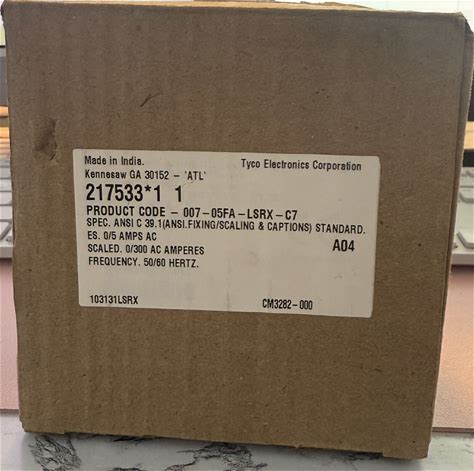 Made in India. Tyco Electronics Corporation
Kennesaw GA 30152 - 'ATL'
217533*1 1
PRODUCT CODE - 007-05FA-LSRX-C7
SPEC. ANSI C 39.1(ANSI.FIXING/SCALING & CAPTIONS) STANDARD.
ES. 0/5 AMPS AC A04
SCALED. 0/300 AC AMPERES
FREQUENCY. 50/60 HERTZ.
103131LSRX CM3282-000